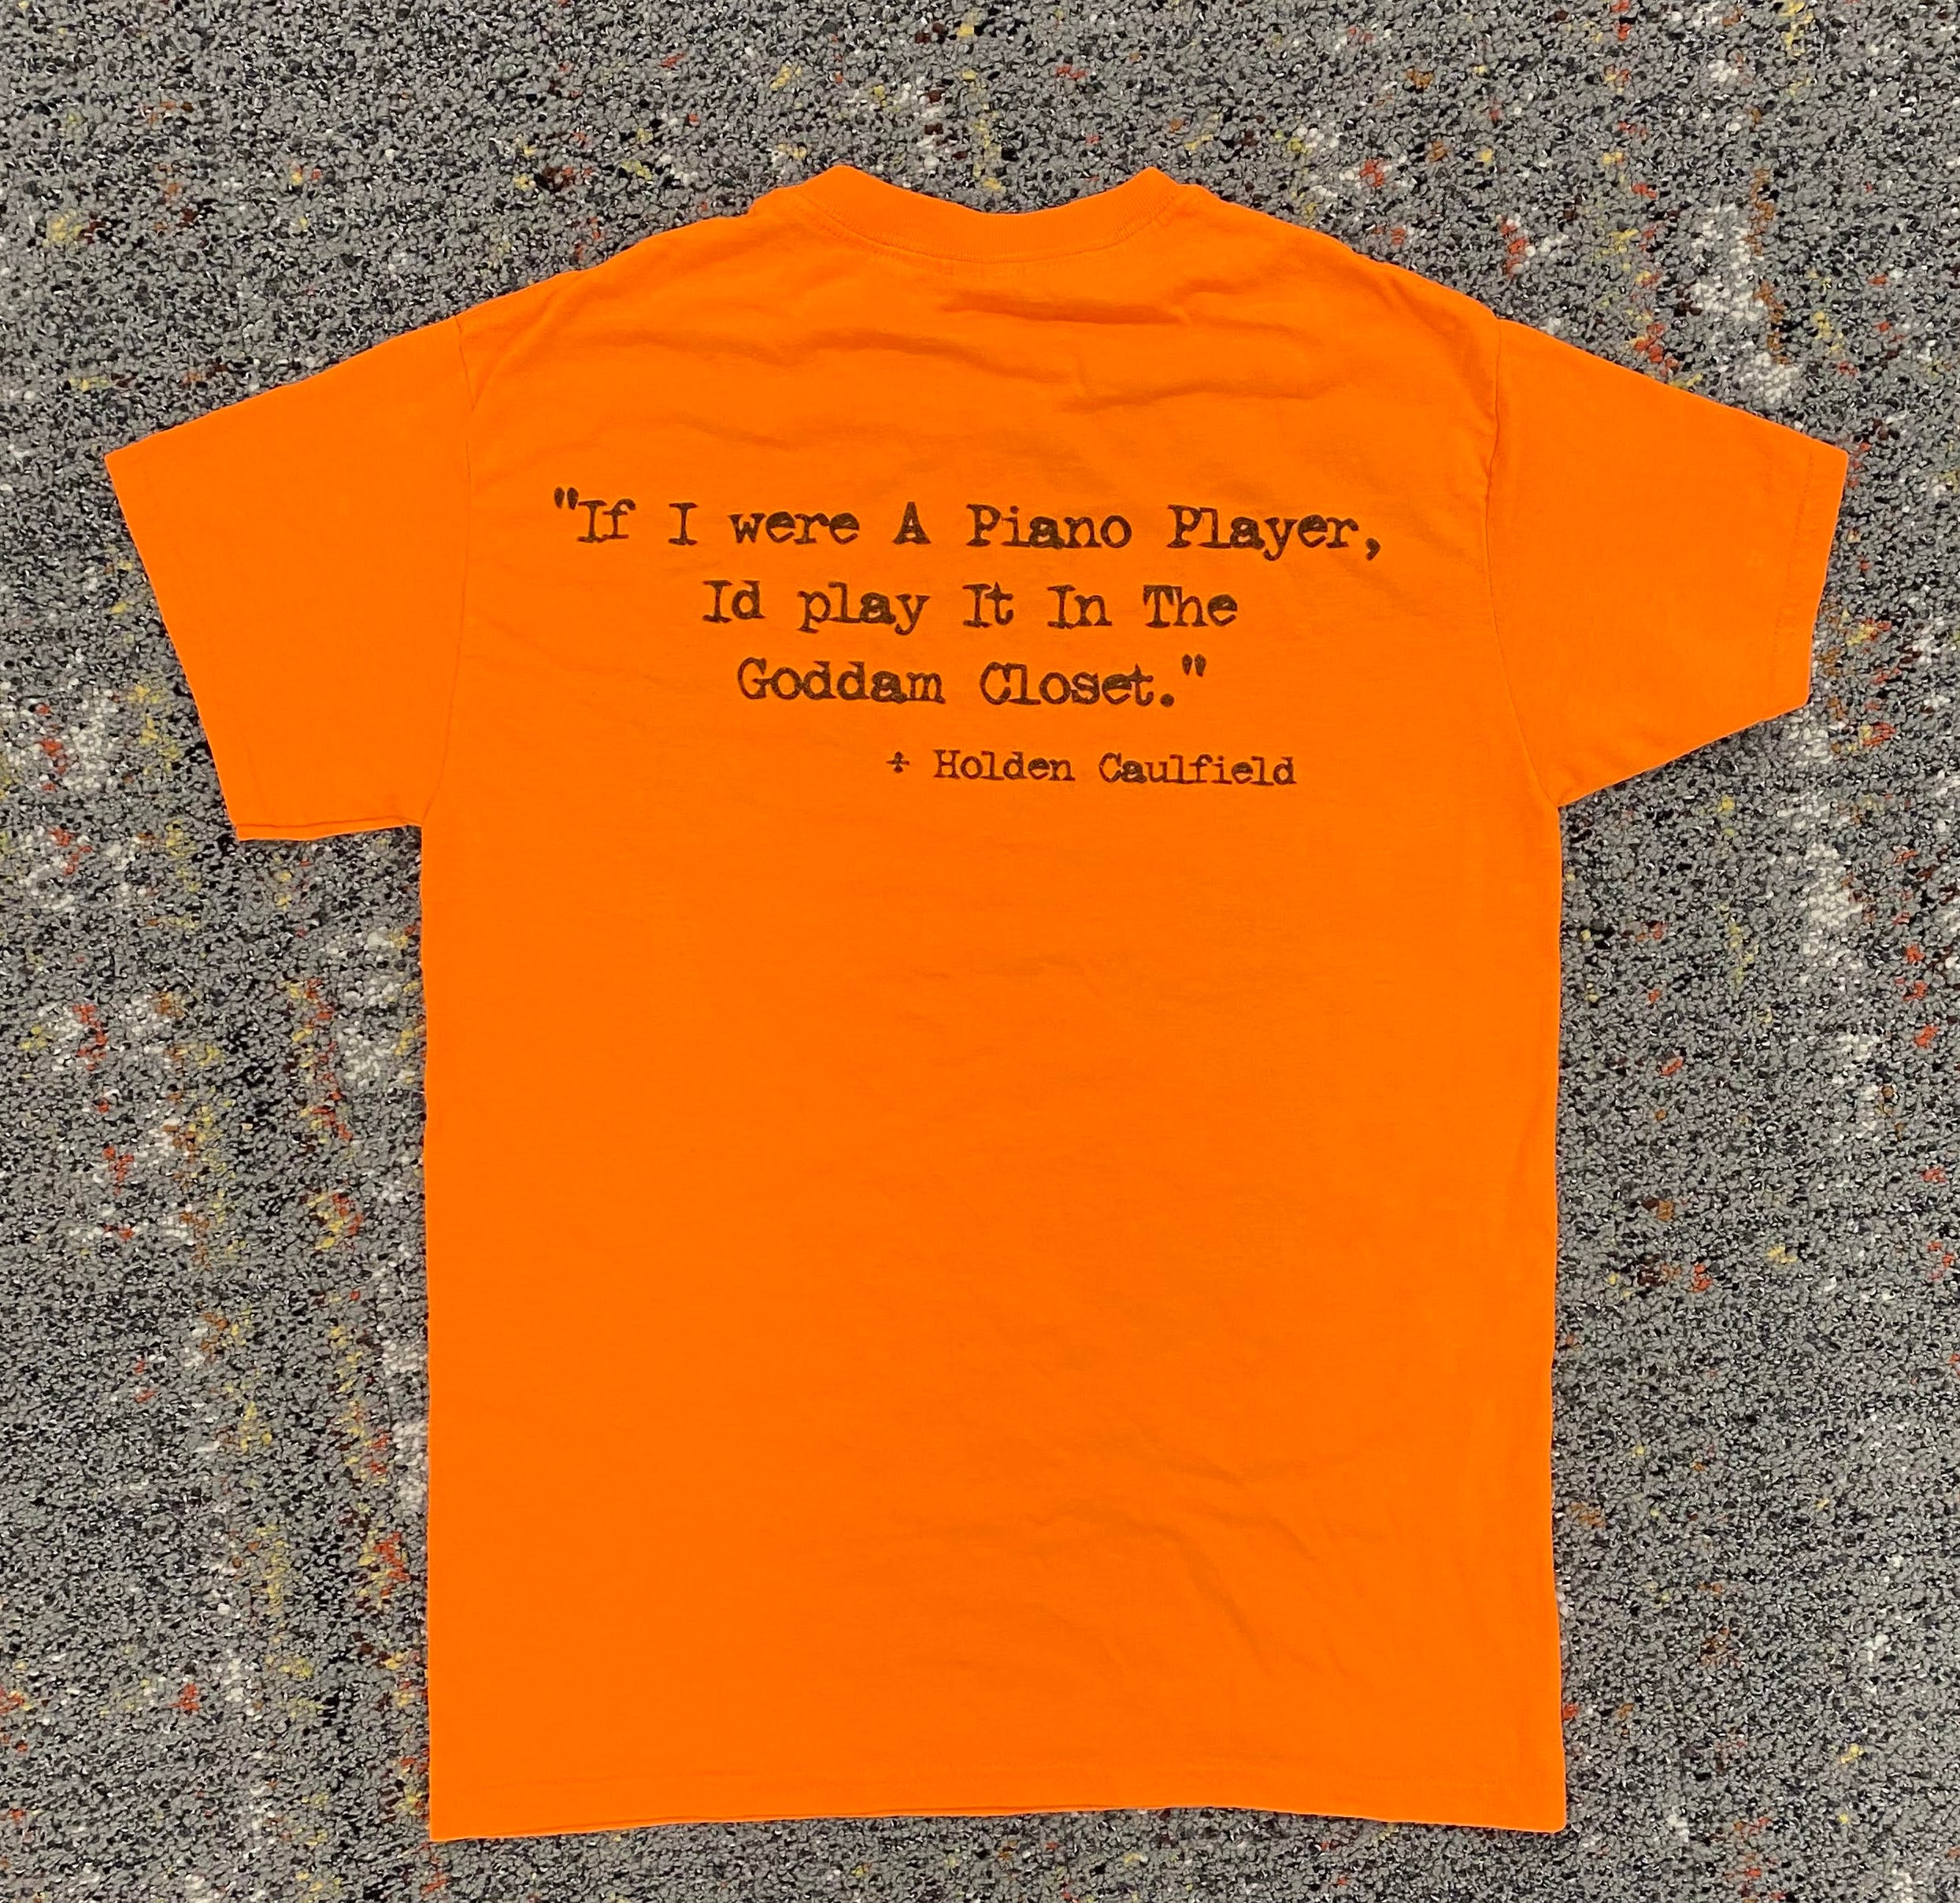 "If I were A Piano Player,
Id play It In The
Goddam Closet."
÷ Holden Caulfield